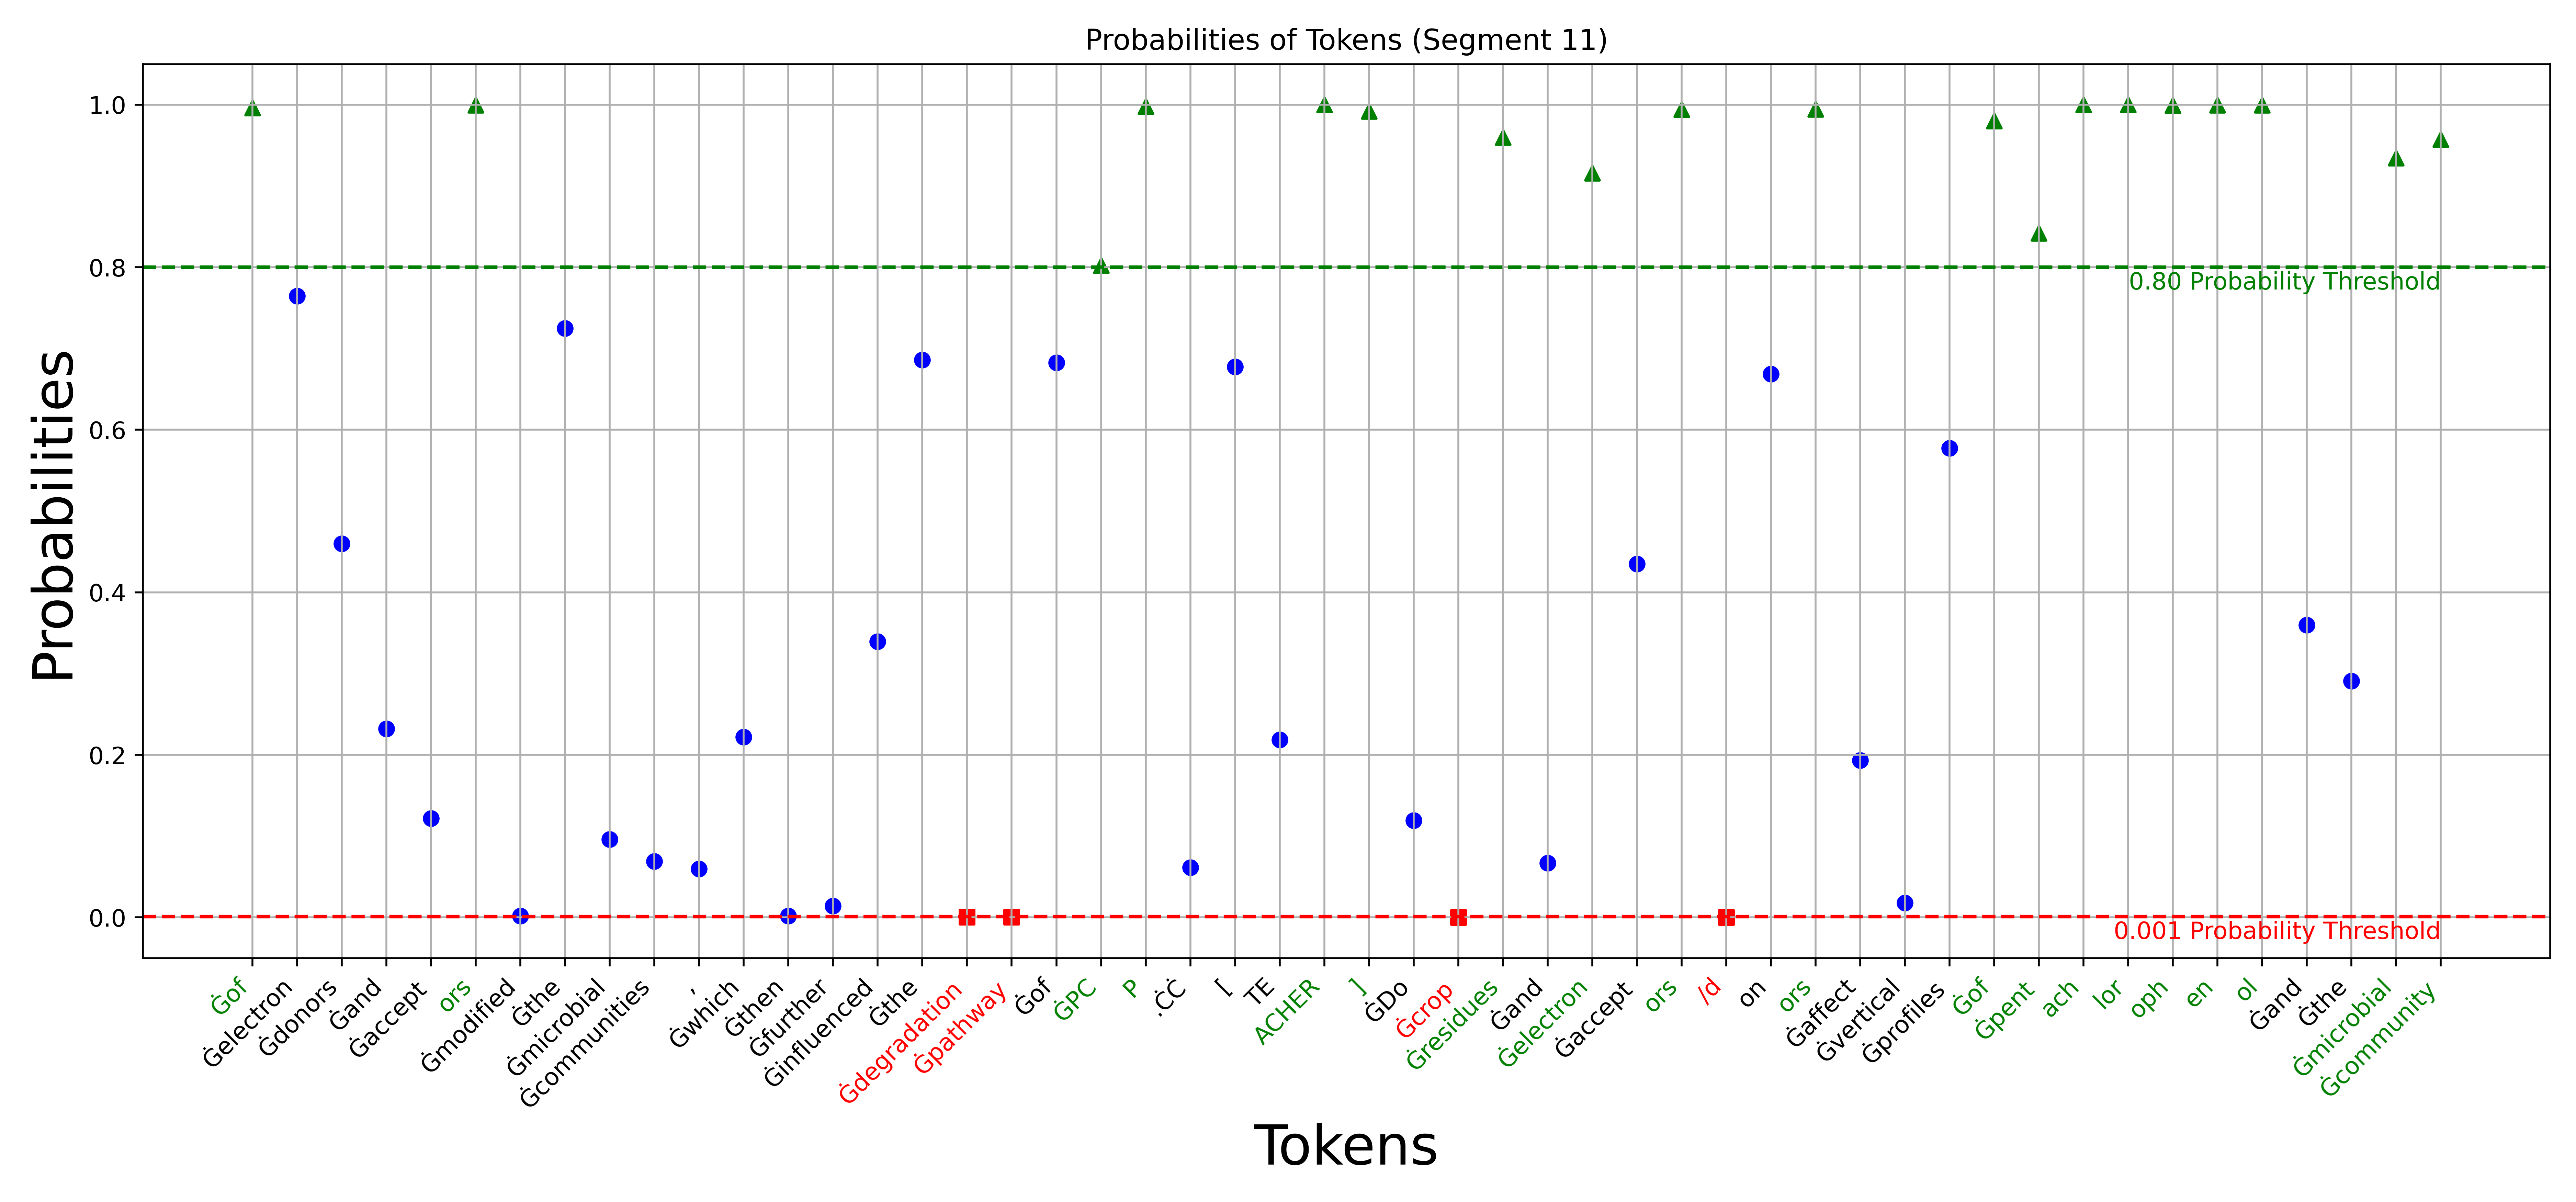 Probabilities of Tokens (Segment 11)
Probabilities
1.0
0.8
0.6
0.4
0.2
0.0
0.80 Probability Threshold
0.001 Probability Threshold
Ġof
Ġelectron
Ġdonors
Ġand
Ġaccept
ors
Ġmodified
Ġthe
Ġmicrobial
Ġcommunities
,
Ġwhich
Ġthen
Ġfurther
Ġinfluenced
Ġthe
Ġdegradation
Ġpathway
Ġof
ĠPC
P
.ĊĊ
[
TE
ACHER
]
ĠDo
Ġcrop
Ġresidues
Ġand
Ġelectron
Ġaccept
ors
/d
on
ors
Ġaffect
Ġvertical
Ġprofiles
Ġof
Ġpent
ach
lor
oph
en
ol
Ġand
Ġthe
Ġmicrobial
Ġcommunity
Tokens